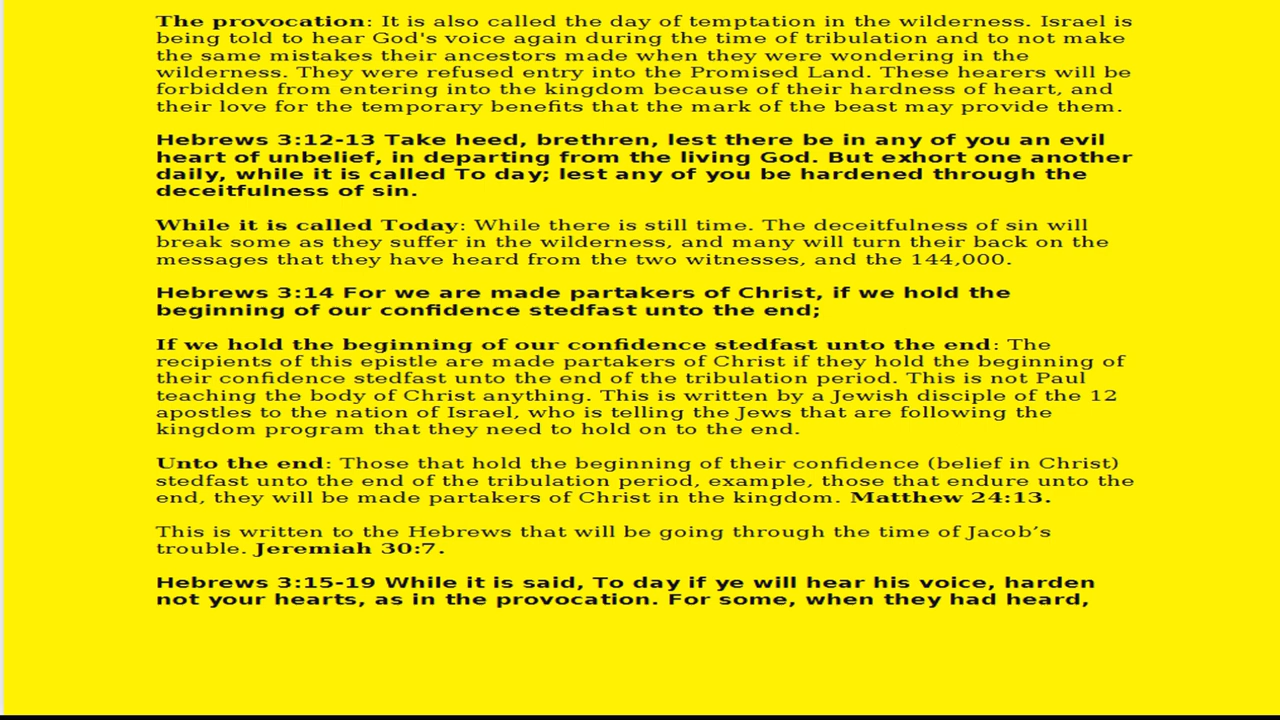 The provocation: It is also called the day of temptation in the wilderness. Israel is
being told to hear God's voice again during the time of tribulation and to not make
the same mistakes their ancestors made when they were wondering in the
wilderness. They were refused entry into the Promised Land. These hearers will be
forbidden from entering into the kingdom because of their hardness of heart, and
their love for the temporary benefits that the mark of the beast may provide them.
Hebrews 3:12-13 Take heed, brethren, lest there be in any of you an evil
heart of unbelief, in departing from the living God. But exhort one another
daily, while it is called To day; lest any of you be hardened through the
deceitfulness of sin.
While it is called Today: While there is still time. The deceitfulness of sin will
break some as they suffer in the wilderness, and many will turn their back on the
messages that they have heard from the two witnesses, and the 144,000.
Hebrews 3:14 For we are made partakers of Christ, if we hold the
beginning of our confidence stedfast unto the end;
If we hold the beginning of our confidence stedfast unto the end: The
recipients of this epistle are made partakers of Christ if they hold the beginning of
their confidence stedfast unto the end of the tribulation period. This is not Paul
teaching the body of Christ anything. This is written by a Jewish disciple of the 12
apostles to the nation of Israel, who is telling the Jews that are following the
kingdom program that they need to hold on to the end.
Unto the end: Those that hold the beginning of their confidence (belief in Christ)
stedfast unto the end of the tribulation period, example, those that endure unto the
end, they will be made partakers of Christ in the kingdom. Matthew 24:13.
This is written to the Hebrews that will be going through the time of Jacob’s
trouble. Jeremiah 30:7.
Hebrews 3:15-19 While it is said, To day if ye will hear his voice, harden
not your hearts, as in the provocation. For some, when they had heard,